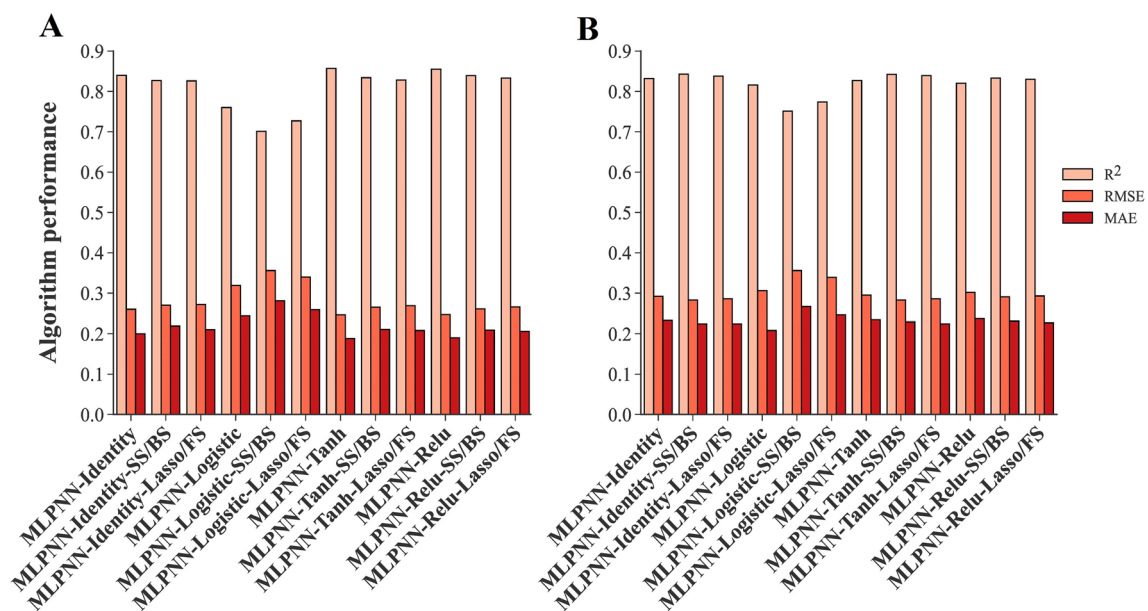 A
Algorithm performance
0.9
0.8
0.7
0.6
0.5
0.4
0.3
0.2
0.1
0.0
MLPNN-Identity
MLPNN-Identity-SS/BS
MLPNN-Identity-Lasso/FS
MLPNN-Logistic
MLPNN-Logistic-SS/BS
MLPNN-Logistic-Lasso/FS
MLPNN-Tanh
MLPNN-Tanh-SS/BS
MLPNN-Tanh-Lasso/FS
MLPNN-Relu
MLPNN-Relu-SS/BS
MLPNN-Relu-Lasso/FS
B
0.9
0.8
0.7
0.6
0.5
0.4
0.3
0.2
0.1
0.0
MLPNN-Identity
MLPNN-Identity-SS/BS
MLPNN-Identity-Lasso/FS
MLPNN-Logistic
MLPNN-Logistic-SS/BS
MLPNN-Logistic-Lasso/FS
MLPNN-Tanh
MLPNN-Tanh-SS/BS
MLPNN-Tanh-Lasso/FS
MLPNN-Relu
MLPNN-Relu-SS/BS
MLPNN-Relu-Lasso/FS
R²
RMSE
MAE